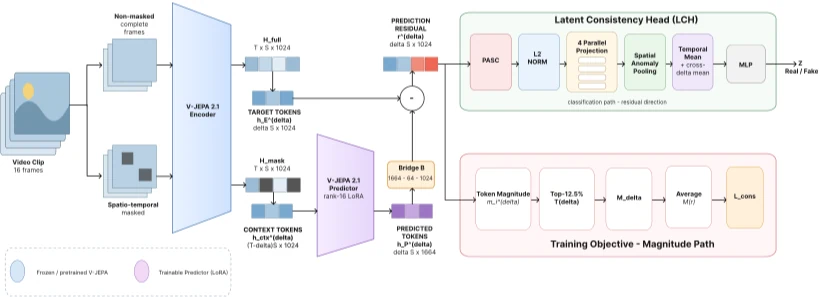 Non-masked
complete
frames
Video Clip
16 frames
Spatio-temporal
masked
V-JEPA 2.1
Encoder
H_full
T x S x 1024
TARGET TOKENS
h_E^(delta)
delta S x 1024
H_mask
T x S x 1024
CONTEXT TOKENS
h_ctx^(delta)
(T-delta)S x 1024
V-JEPA 2.1
Predictor
rank-16 LoRA
PREDICTION
RESIDUAL
r^(delta)
delta S x 1024
-
Bridge B
1664 - 64 - 1024
PREDICTED
TOKENS
h_P^(delta)
delta S x 1664
Latent Consistency Head (LCH)
PASC
L2
NORM
4 Parallel
Projection
Spatial
Anomaly
Pooling
Temporal
Mean
+ cross-
delta mean
MLP
Z
Real / Fake
classification path - residual direction
Token Magnitude
m_i^(delta)
Top-12.5%
T(delta)
M_delta
Average
M(r)
L_cons
Training Objective - Magnitude Path
Frozen / pretrained V-JEPA
Trainable Predictor (LoRA)